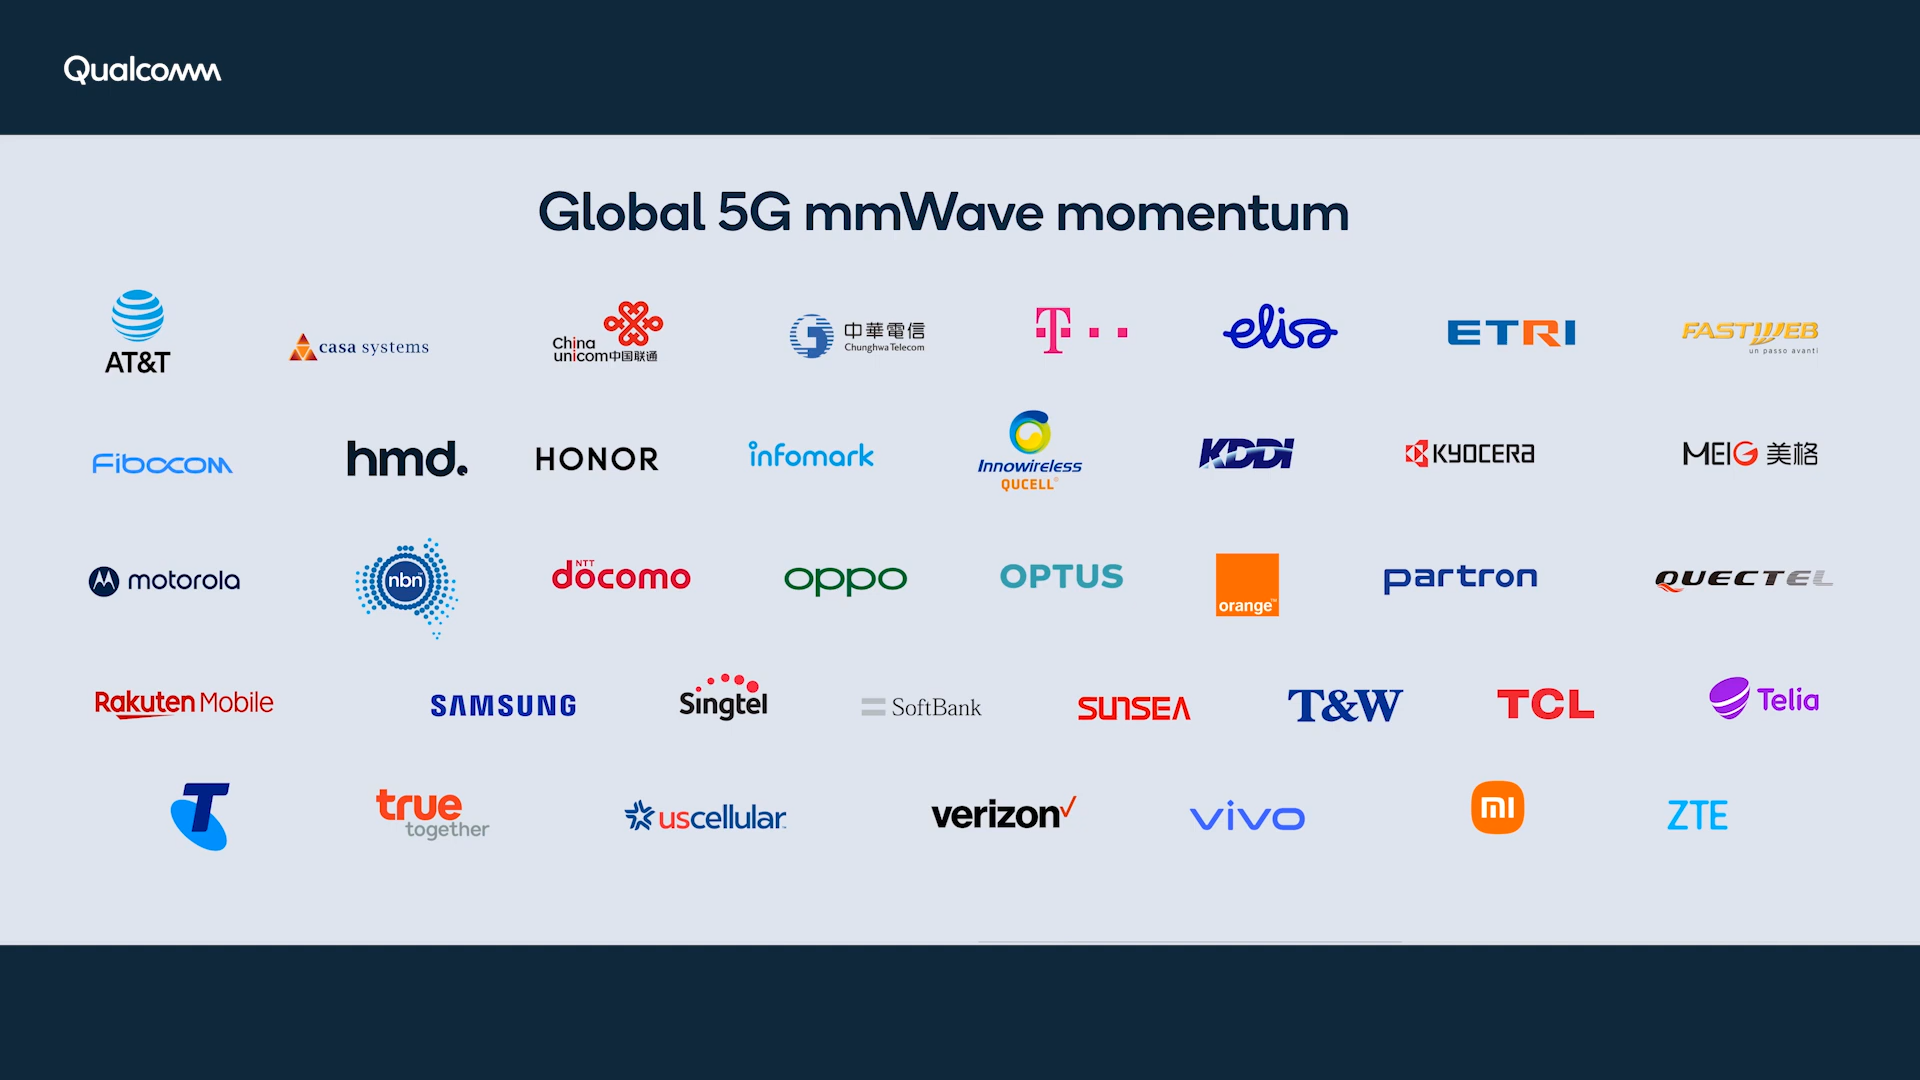 Qualcomm
Global 5G mmWave momentum
AT&T
casa systems
China
unicom中国联通
中華電信
Chunghwa Telecom
T
elisa
ETRI
FASTWEB
un passo avanti
Fibocom
hmd.
HONOR
infomark
Innowireless
QUCELL®
KDDI
KYOCERA
MEIG 美格
motorola
nbn™
NTT
docomo
oppo
OPTUS
orange™
partron
QUECTEL
Rakuten Mobile
SAMSUNG
Singtel
SoftBank
SUNSEA
T&W
TCL
Telia
T
true
together
uscellular™
verizon✓
vivo
mi
ZTE